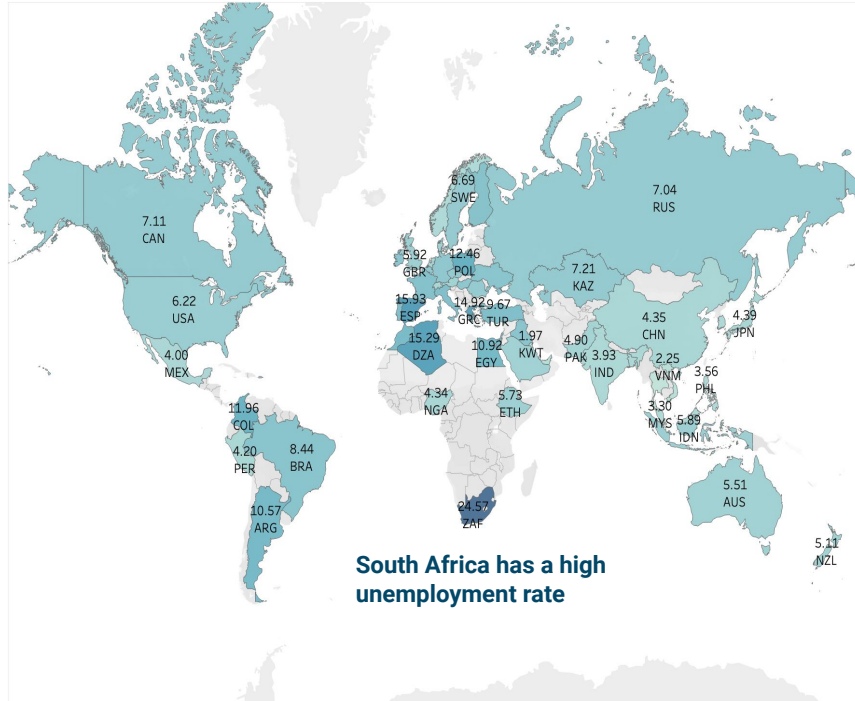 6.69
SWE
7.04
RUS
7.11
CAN
5.92
GBR
12.46
POL
7.21
KAZ
6.22
USA
15.93
ESP
14.92
GRC
9.67
TUR
4.35
CHN
4.39
JPN
15.29
DZA
10.92
EGY
1.97
KWT
4.90
PAK
3.93
IND
2.25
VNM
3.56
PHL
4.00
MEX
4.34
NGA
5.73
ETH
3.30
MYS
5.89
IDN
11.96
COL
4.20
PER
8.44
BRA
5.51
AUS
10.57
ARG
24.57
ZAF
5.11
NZL
South Africa has a high
unemployment rate